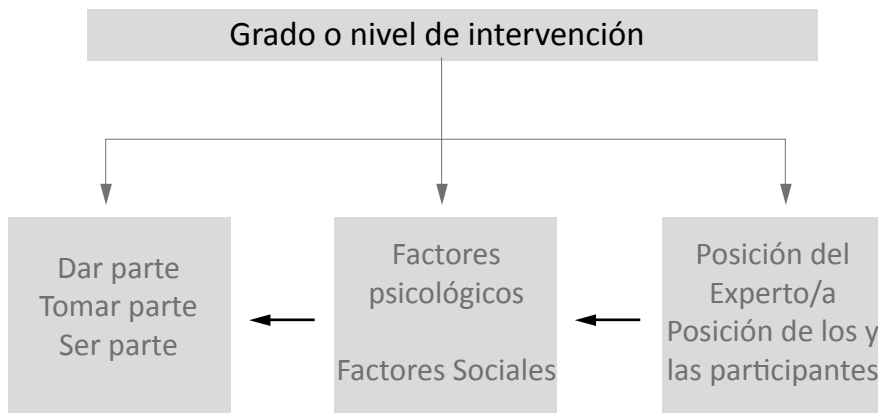 Grado o nivel de intervención
Dar parte
Tomar parte
Ser parte
Factores
psicológicos
Factores Sociales
Posición del
Experto/a
Posición de los y
las participantes